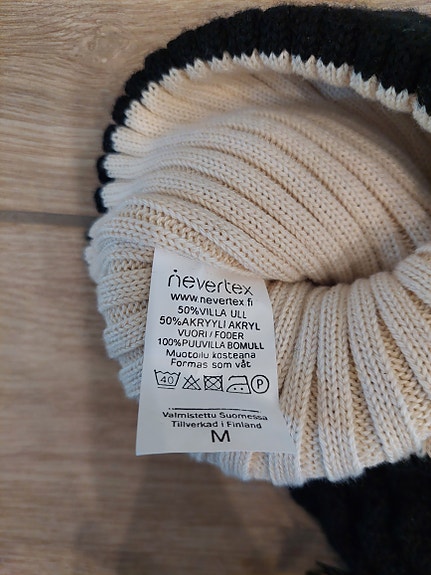 nevertex
www.nevertex.fi
50%VILLA ULL
50%AKRYYLI AKRYL
VUORI/FODER
100%PUUVILLA BOMULL
Muotoilu kosteana
Formas som våt
40 P
Valmistettu Suomessa
Tillverkad i Finland
M